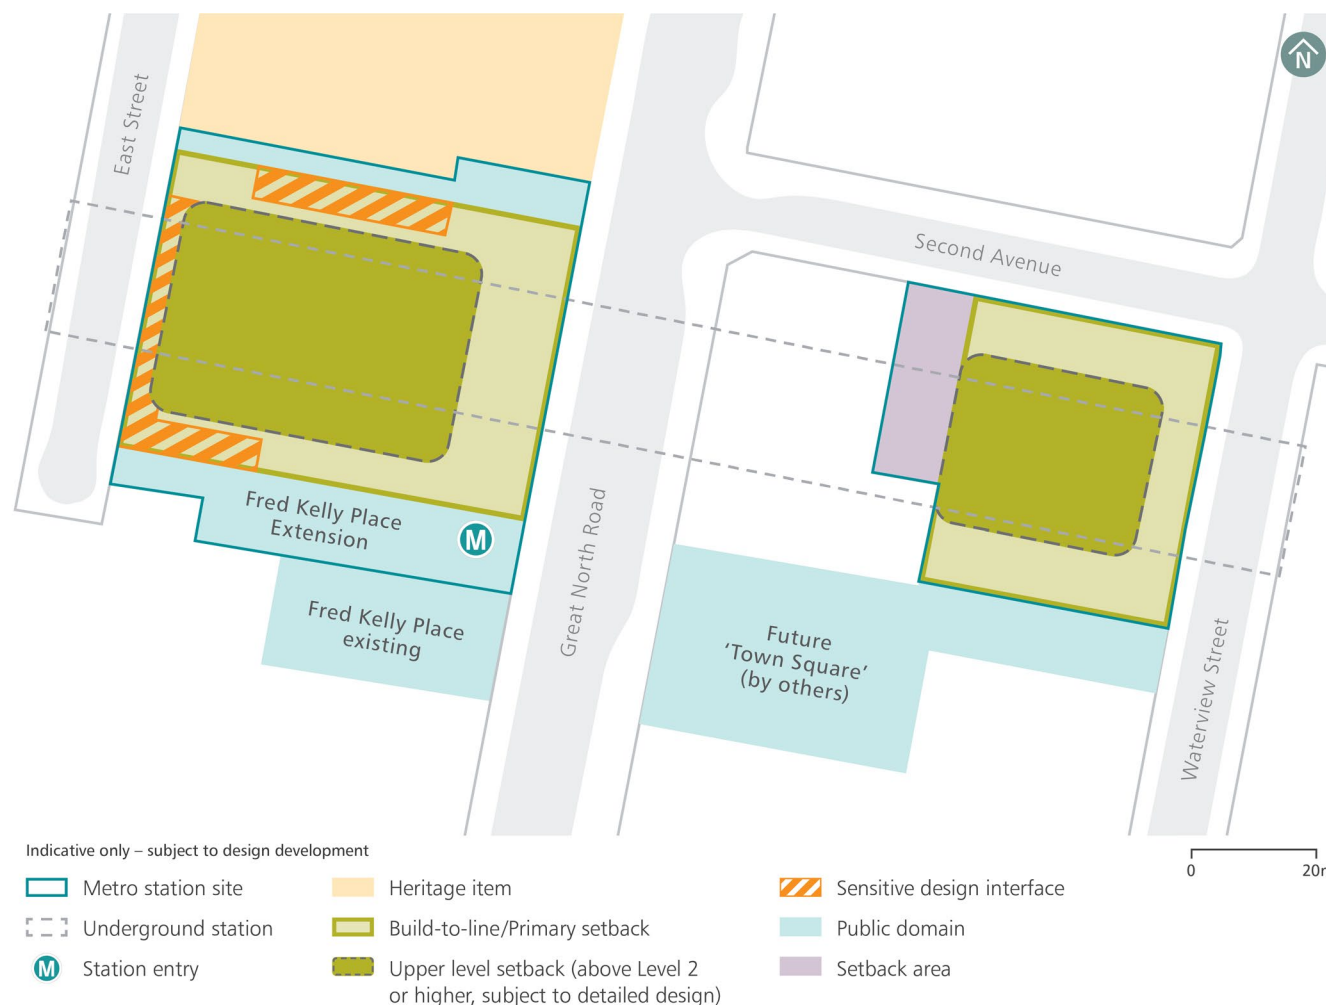 N
East Street
Second Avenue
Fred Kelly Place
Extension
M
Great North Road
Fred Kelly Place
existing
Future
‘Town Square’
(by others)
Waterview Street
Indicative only – subject to design development
0
Metro station site
Heritage item
Sensitive design interface
Underground station
Build-to-line/Primary setback
Public domain
M
Station entry
Upper level setback (above Level 2
or higher, subject to detailed design)
Setback area